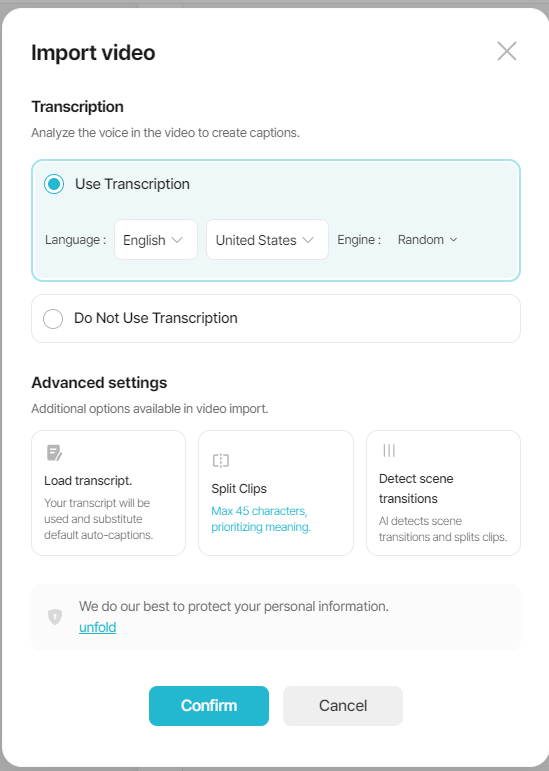 Import video
Transcription
Analyze the voice in the video to create captions.
Use Transcription
Language : English United States Engine : Random
Do Not Use Transcription
Advanced settings
Additional options available in video import.
Load transcript.
Your transcript will be
used and substitute
default auto-captions.
Split Clips
Max 45 characters,
prioritizing meaning.
Detect scene
transitions
AI detects scene
transitions and splits clips.
We do our best to protect your personal information.
unfold
Confirm Cancel